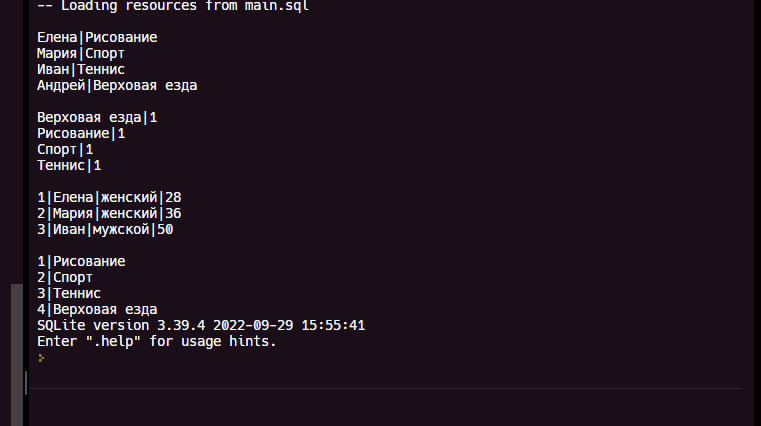 -- Loading resources from main.sql
Елена|Рисование
Мария|Спорт
Иван|Теннис
Андрей|Верховая езда
Верховая езда|1
Рисование|1
Спорт|1
Теннис|1
1|Елена|женский|28
2|Мария|женский|36
3|Иван|мужской|50
1|Рисование
2|Спорт
3|Теннис
4|Верховая езда
SQLite version 3.39.4 2022-09-29 15:55:41
Enter ".help" for usage hints.